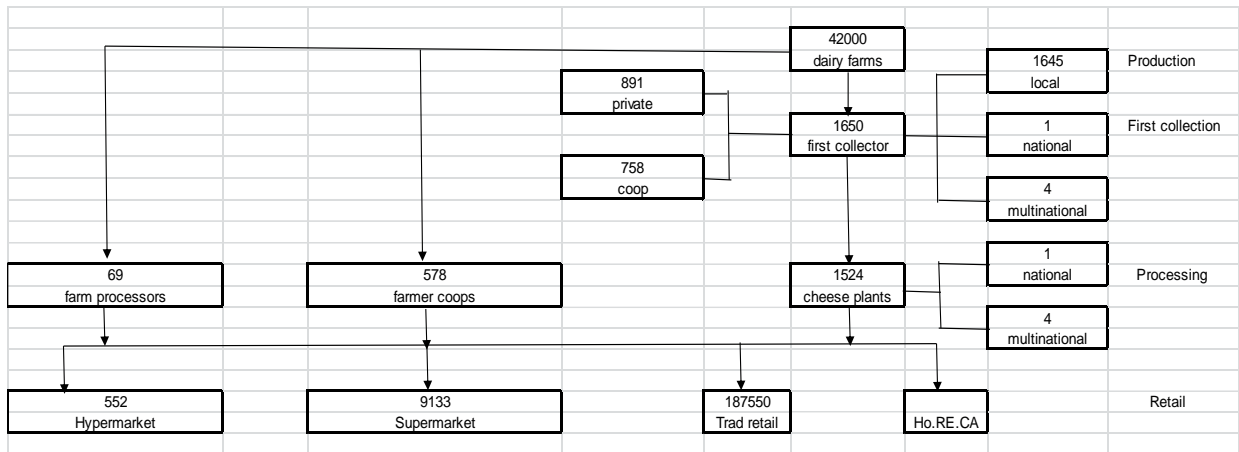 42000
dairy farms
1645
local
Production
891
private
1650
first collector
1
national
First collection
758
coop
4
multinational
69
farm processors
578
farmer coops
1524
cheese plants
1
national
Processing
4
multinational
552
Hypermarket
9133
Supermarket
187550
Trad retail
Ho.RE.CA
Retail